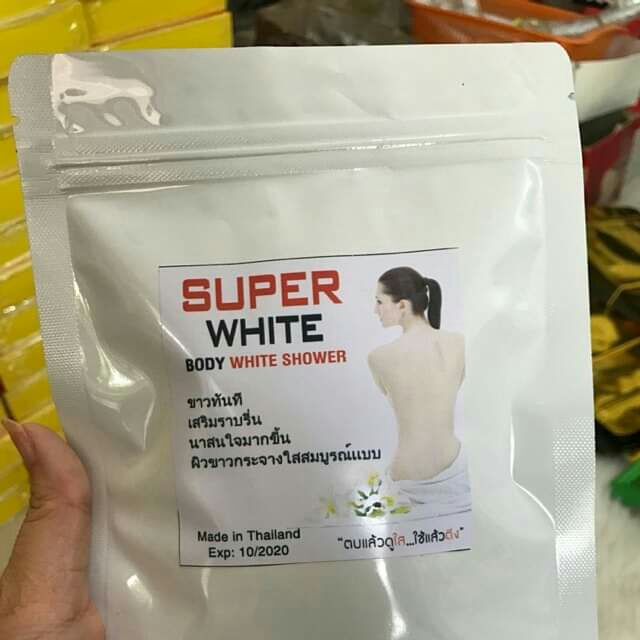 SUPER
WHITE
BODY WHITE SHOWER
ขาวทันที
เสริมราบรื่น
นาสนใจมากขึ้น
ผิวขาวกระจางใสสมบูรณ์แบบ
Made in Thailand
Exp: 10/2020
"ตบแล้วดูใส...ใช้แล้วดึง"